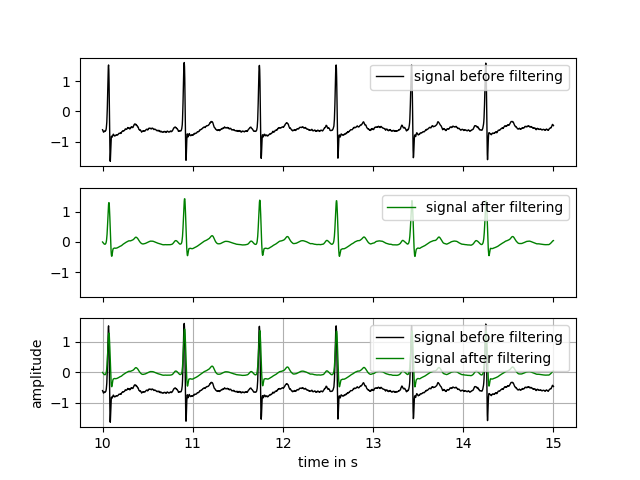 1
0
−1
signal before filtering
1
0
−1
signal after filtering
amplitude
1
0
−1
signal before filtering
signal after filtering
10 11 12 13 14 15
time in s